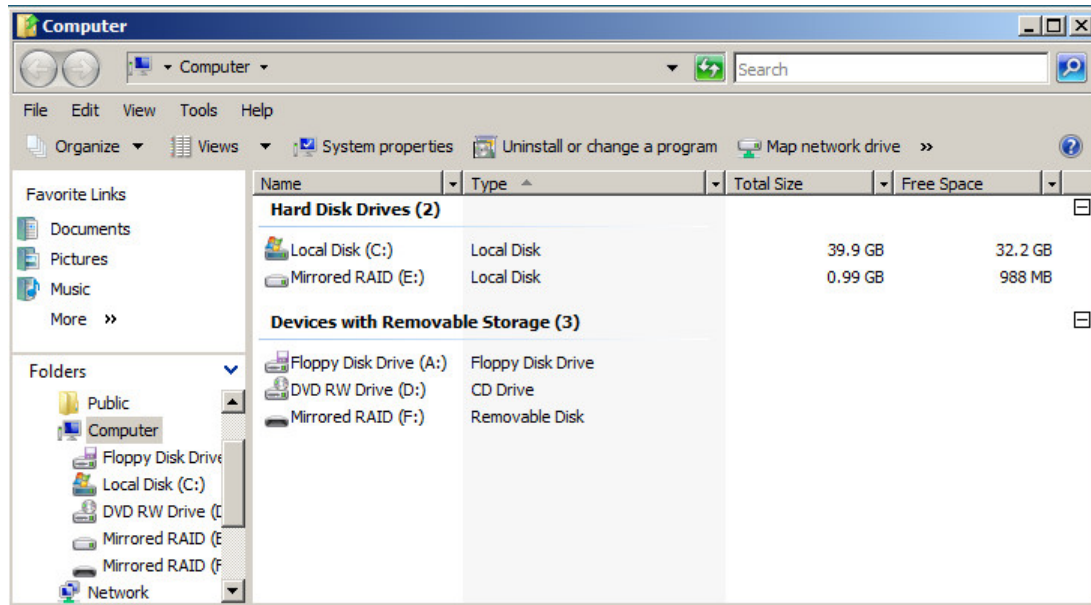 Computer
Computer
Search
File Edit View Tools Help
Organize Views System properties Uninstall or change a program Map network drive »
Favorite Links
Documents
Pictures
Music
More »
Folders
Public
Computer
Floppy Disk Drive
Local Disk (C:)
DVD RW Drive (D
Mirrored RAID (E
Mirrored RAID (F
Network
Name Type Total Size Free Space
Hard Disk Drives (2)
Local Disk (C:) Local Disk 39.9 GB 32.2 GB
Mirrored RAID (E:) Local Disk 0.99 GB 988 MB
Devices with Removable Storage (3)
Floppy Disk Drive (A:) Floppy Disk Drive
DVD RW Drive (D:) CD Drive
Mirrored RAID (F:) Removable Disk